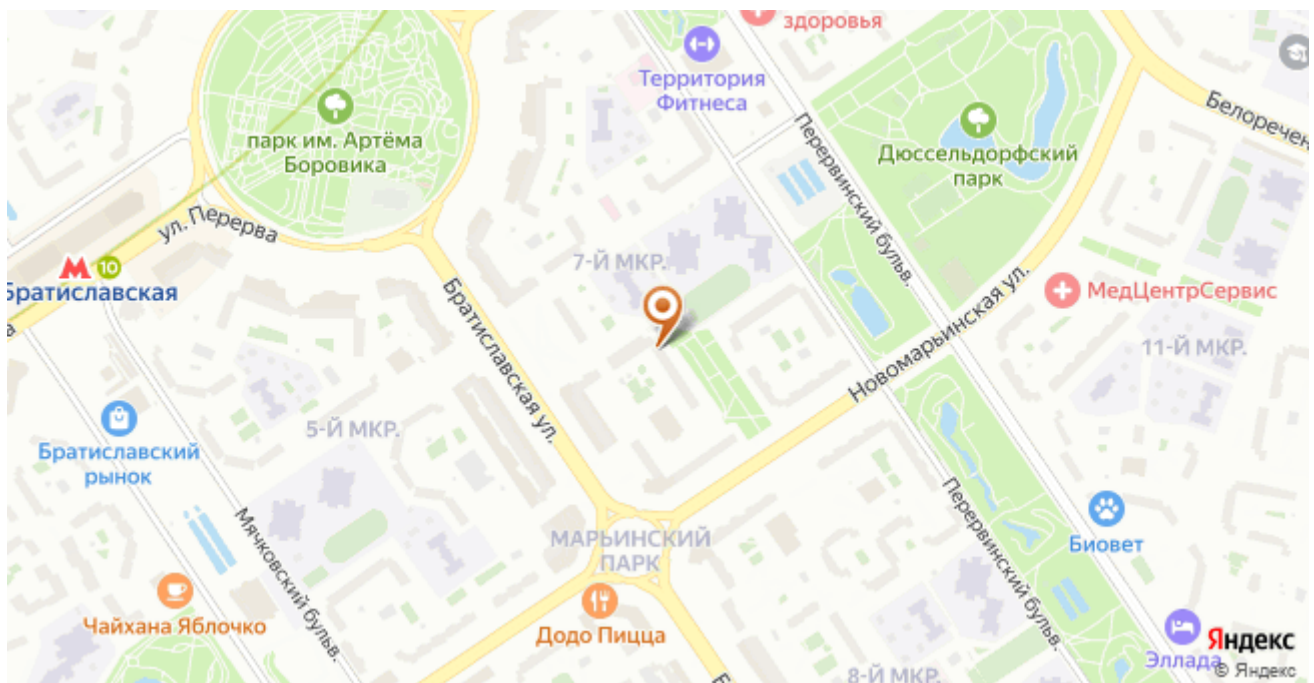 здоровья
Территория
Фитнеса
Белоречен
парк им. Артёма
Боровика
Перервинский бульв.
Дюссельдорфский
парк
ул. Перерва
7-Й МКР.
10
Братиславская
а
МедЦентрСервис
Братиславская ул.
Новомарьинская ул.
11-Й МКР.
5-Й МКР.
Братиславский
рынок
Мячковский бульв.
Перервинский бульв.
МАРЬИНСКИЙ
ПАРК
Биовет
Чайхана Яблочко
Додо Пицца
Эллада
Яндекс
© Яндекс
8-Й МКР.
Б